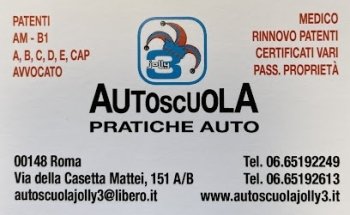 PATENTI
AM - B1
A, B, C, D, E, CAP
AVVOCATO
MEDICO
RINNOVO PATENTI
CERTIFICATI VARI
PASS. PROPRIETÀ
jolly
3
AUTOSCUOLA
PRATICHE AUTO
00148 Roma
Via della Casetta Mattei, 151 A/B
autoscuolajolly3@libero.it
Tel. 06.65192249
Tel. 06.65192613
www.autoscuolajolly3.it